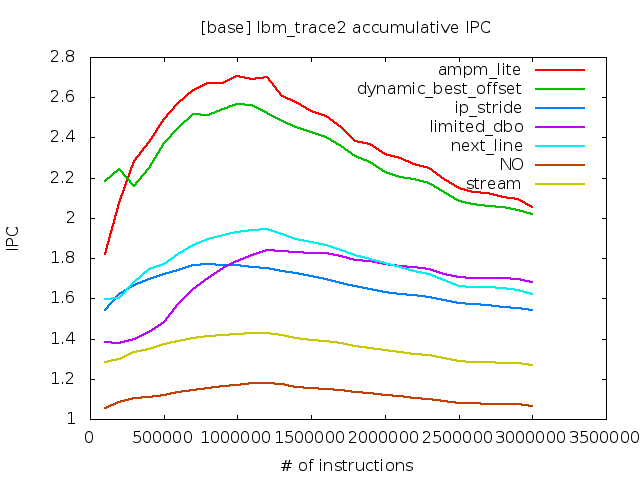 [base] lbm_trace2 accumulative IPC
2.8
2.6
2.4
2.2
2
1.8
1.6
1.4
1.2
1
IPC
ampm_lite
dynamic_best_offset
ip_stride
limited_dbo
next_line
NO
stream
0 500000 1000000 1500000 2000000 2500000 3000000 3500000
# of instructions